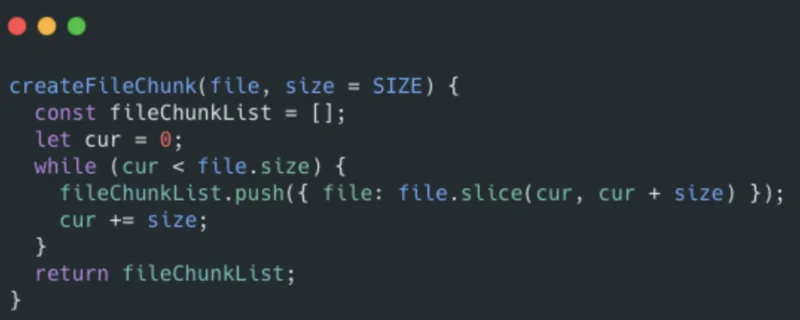 createFileChunk(file, size = SIZE) {
  const fileChunkList = [];
  let cur = 0;
  while (cur < file.size) {
    fileChunkList.push({ file: file.slice(cur, cur + size) });
    cur += size;
  }
  return fileChunkList;
}